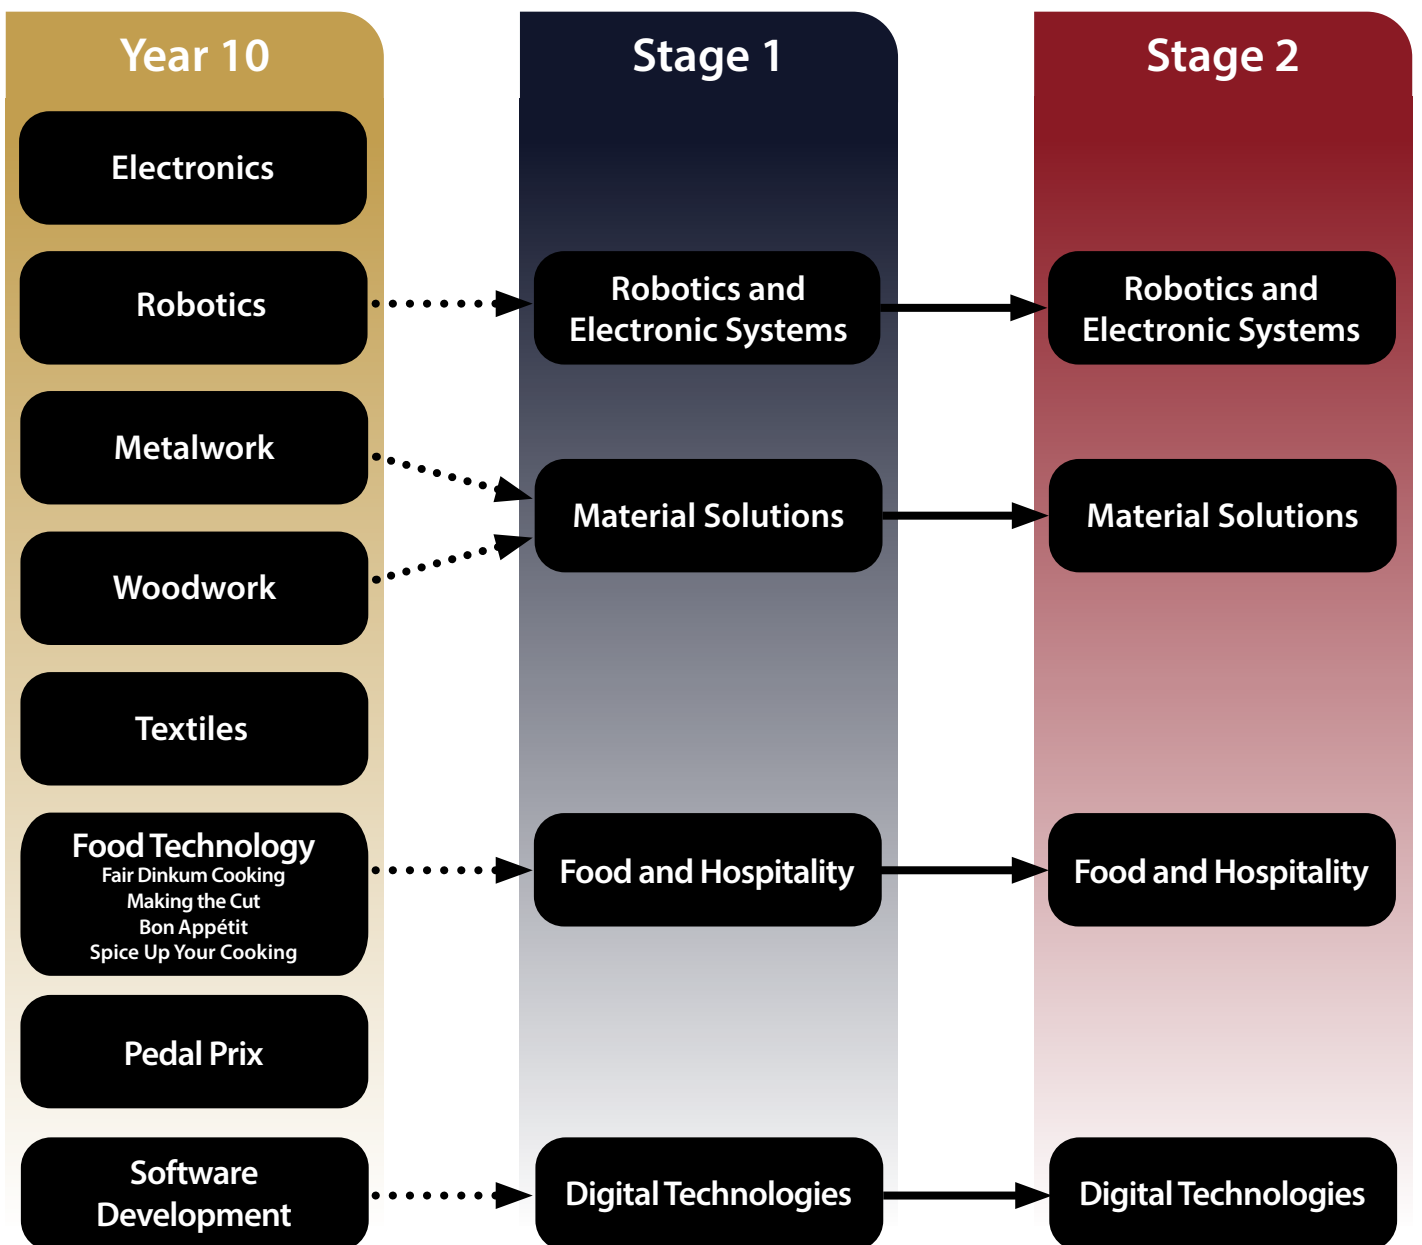 Year 10
Electronics
Robotics
Metalwork
Woodwork
Textiles
Food Technology
Fair Dinkum Cooking
Making the Cut
Bon Appétit
Spice Up Your Cooking
Pedal Prix
Software
Development
Stage 1
Robotics and
Electronic Systems
Material Solutions
Food and Hospitality
Digital Technologies
Stage 2
Robotics and
Electronic Systems
Material Solutions
Food and Hospitality
Digital Technologies